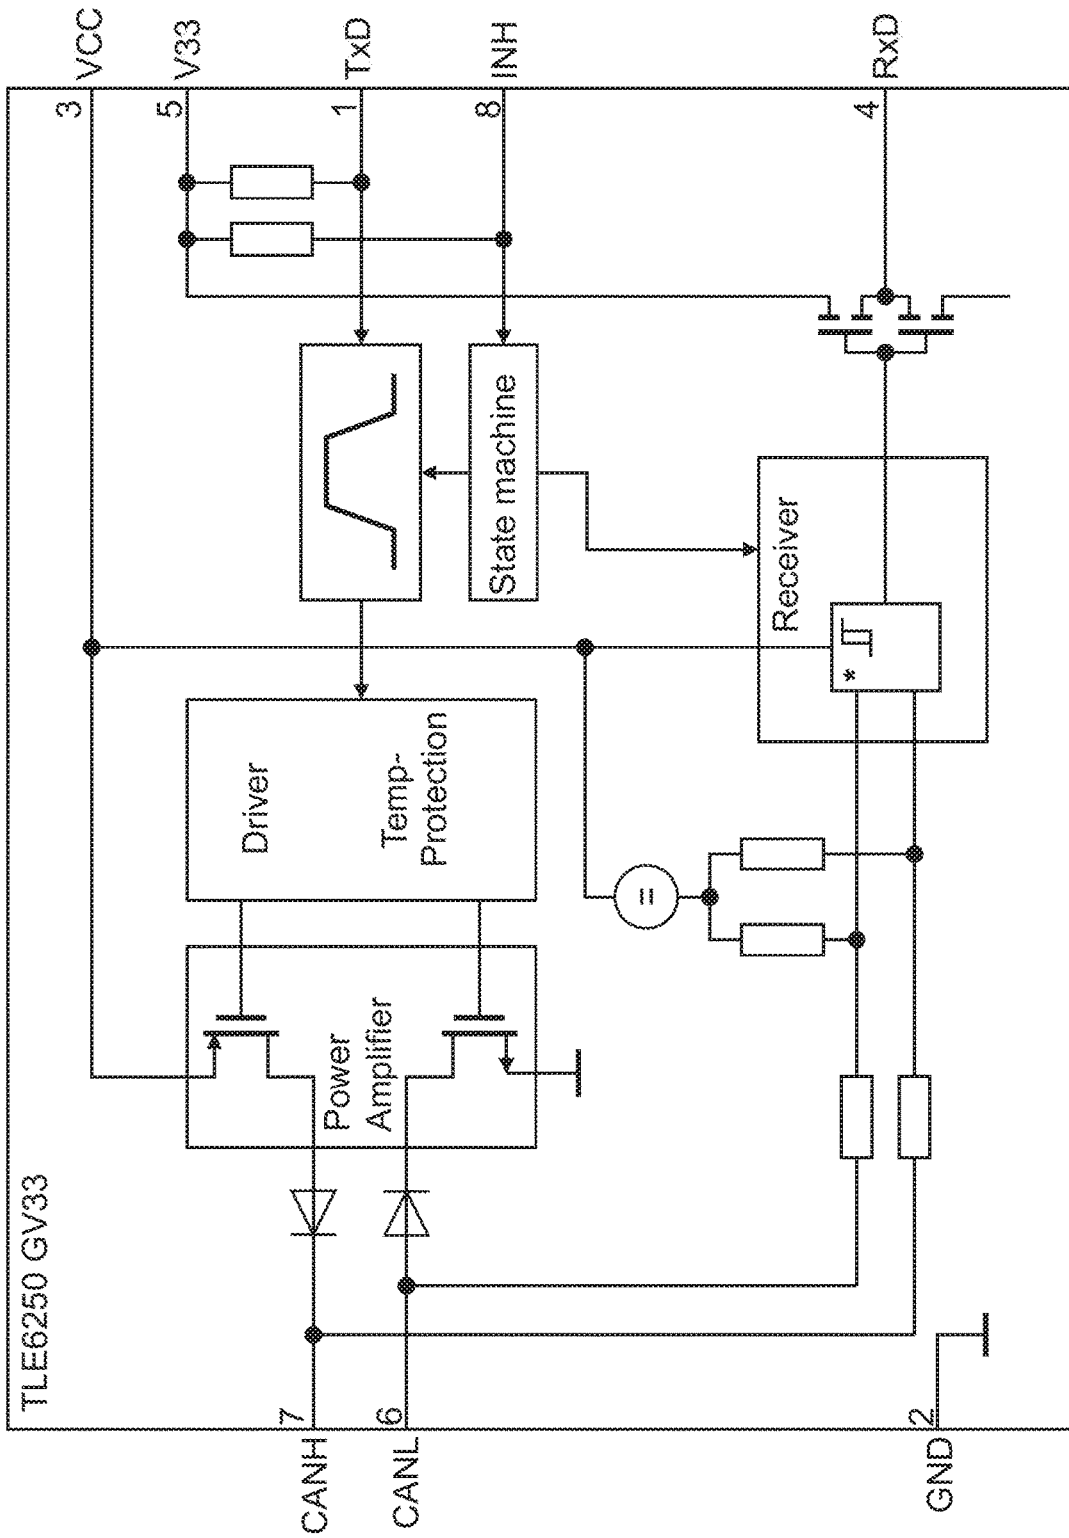 TLE6250 GV33
CANH
7
CANL
6
GND
2
3
VCC
5
V33
1
TxD
8
INH
4
RxD
Driver
Temp-
Protection
Power
Amplifier
=
State machine
Receiver
*